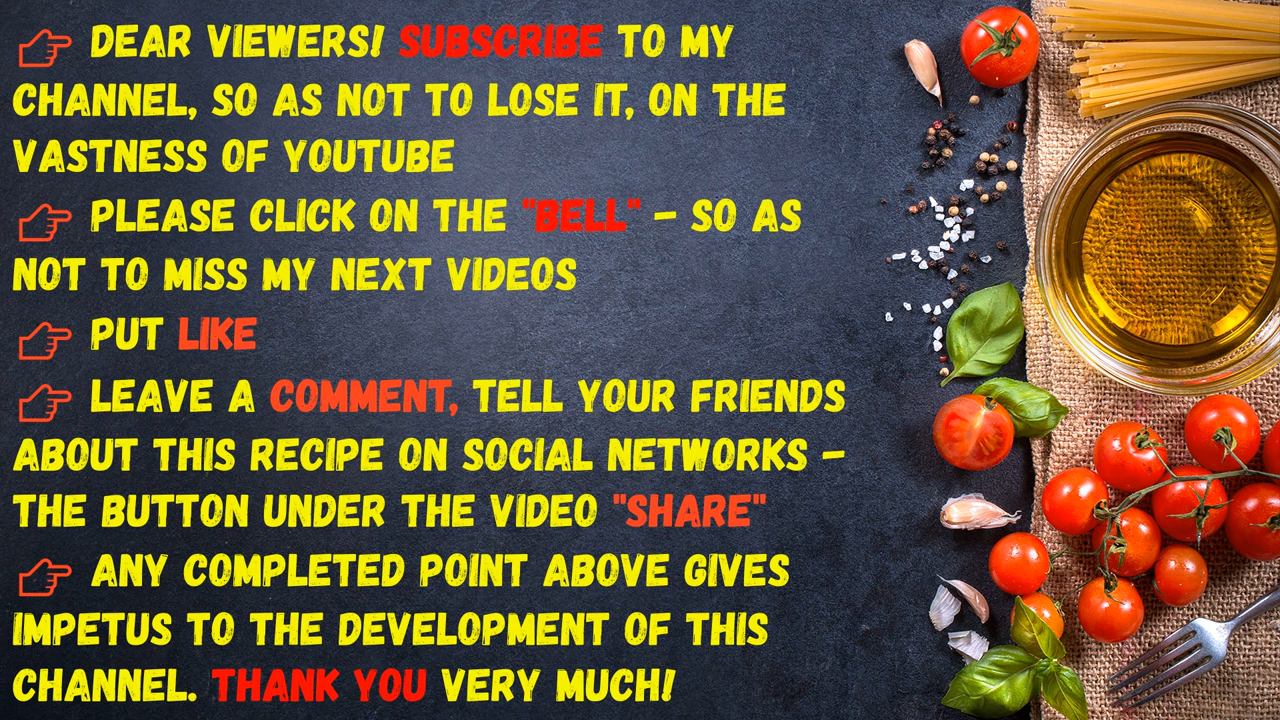 DEAR VIEWERS! SUBSCRIBE TO MY
CHANNEL, SO AS NOT TO LOSE IT, ON THE
VASTNESS OF YOUTUBE
PLEASE CLICK ON THE "BELL" – SO AS
NOT TO MISS MY NEXT VIDEOS
PUT LIKE
LEAVE A COMMENT, TELL YOUR FRIENDS
ABOUT THIS RECIPE ON SOCIAL NETWORKS –
THE BUTTON UNDER THE VIDEO "SHARE"
ANY COMPLETED POINT ABOVE GIVES
IMPETUS TO THE DEVELOPMENT OF THIS
CHANNEL. THANK YOU VERY MUCH!